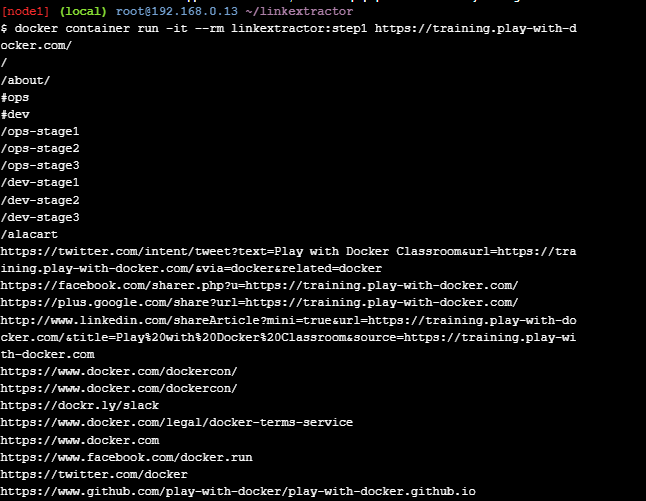 [node1] (local) root@192.168.0.13 ~/linkextractor
$ docker container run -it --rm linkextractor:step1 https://training.play-with-d
ocker.com/
/
/about/
#ops
#dev
/ops-stage1
/ops-stage2
/ops-stage3
/dev-stage1
/dev-stage2
/dev-stage3
/alacart
https://twitter.com/intent/tweet?text=Play with Docker Classroom&url=https://tra
ining.play-with-docker.com/&via=docker&related=docker
https://facebook.com/sharer.php?u=https://training.play-with-docker.com/
https://plus.google.com/share?url=https://training.play-with-docker.com/
http://www.linkedin.com/shareArticle?mini=true&url=https://training.play-with-do
cker.com/&title=Play%20with%20Docker%20Classroom&source=https://training.play-wi
th-docker.com
https://www.docker.com/dockercon/
https://www.docker.com/dockercon/
https://dockr.ly/slack
https://www.docker.com/legal/docker-terms-service
https://www.docker.com
https://www.facebook.com/docker.run
https://twitter.com/docker
https://www.github.com/play-with-docker/play-with-docker.github.io